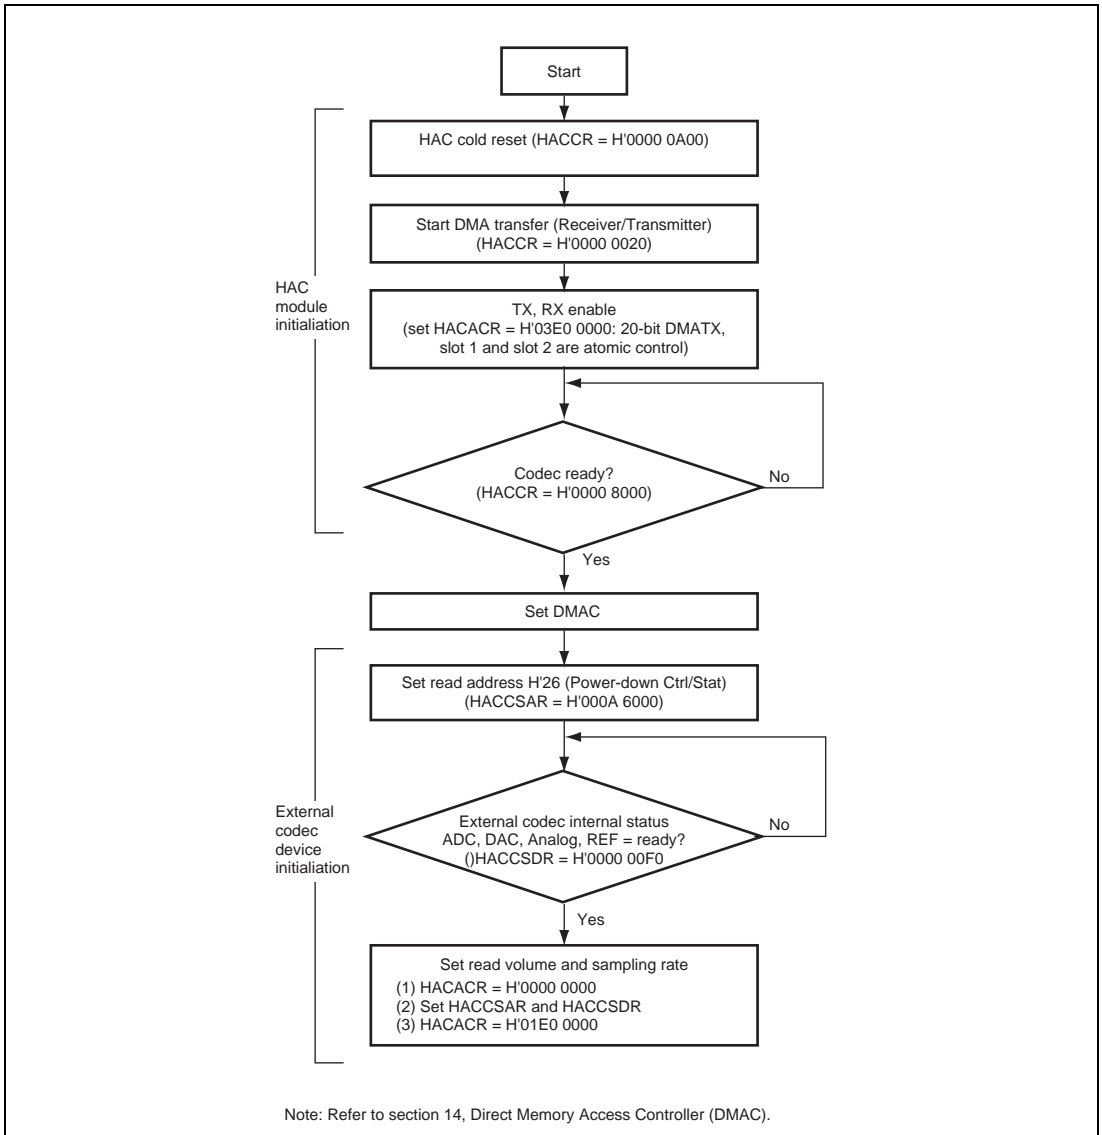 Start
HAC cold reset (HACCR = H'0000 0A00)
Start DMA transfer (Receiver/Transmitter)
(HACCR = H'0000 0020)
TX, RX enable
(set HACACR = H'03E0 0000: 20-bit DMATX,
slot 1 and slot 2 are atomic control)
HAC
module
initialiation
Codec ready?
(HACCR = H'0000 8000)
No
Yes
Set DMAC
Set read address H'26 (Power-down Ctrl/Stat)
(HACCSAR = H'000A 6000)
External
codec
device
initialiation
External codec internal status
ADC, DAC, Analog, REF = ready?
()HACCSDR = H'0000 00F0
No
Yes
Set read volume and sampling rate
(1) HACACR = H'0000 0000
(2) Set HACCSAR and HACCSDR
(3) HACACR = H'01E0 0000
Note: Refer to section 14, Direct Memory Access Controller (DMAC).